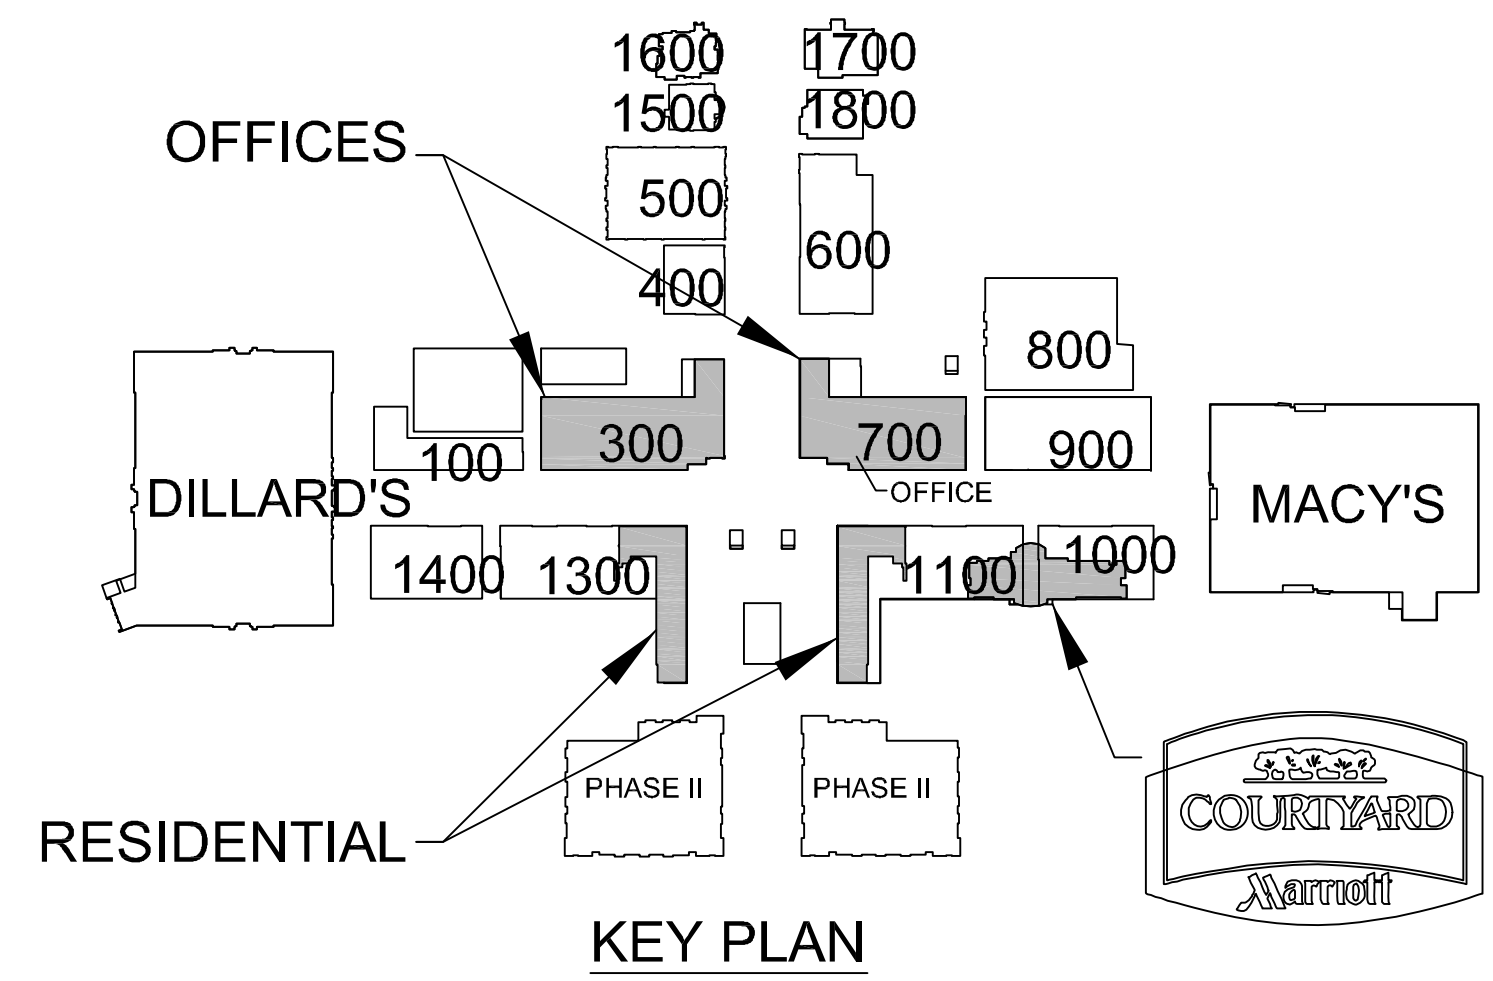 1600
1700
1500
1800
OFFICES
500
600
400
800
300
700
900
100
OFFICE
DILLARD'S
MACY'S
1400
1300
1100
1000
PHASE II
PHASE II
COURTYARD
Marriott
RESIDENTIAL
KEY PLAN